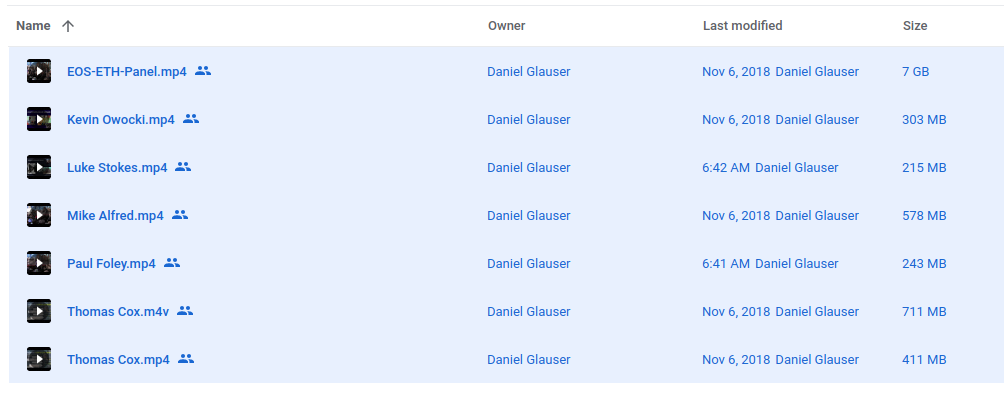 Name Owner Last modified Size
EOS-ETH-Panel.mp4 Daniel Glauser Nov 6, 2018 Daniel Glauser 7 GB
Kevin Owocki.mp4 Daniel Glauser Nov 6, 2018 Daniel Glauser 303 MB
Luke Stokes.mp4 Daniel Glauser 6:42 AM Daniel Glauser 215 MB
Mike Alfred.mp4 Daniel Glauser Nov 6, 2018 Daniel Glauser 578 MB
Paul Foley.mp4 Daniel Glauser 6:41 AM Daniel Glauser 243 MB
Thomas Cox.m4v Daniel Glauser Nov 6, 2018 Daniel Glauser 711 MB
Thomas Cox.mp4 Daniel Glauser Nov 6, 2018 Daniel Glauser 411 MB